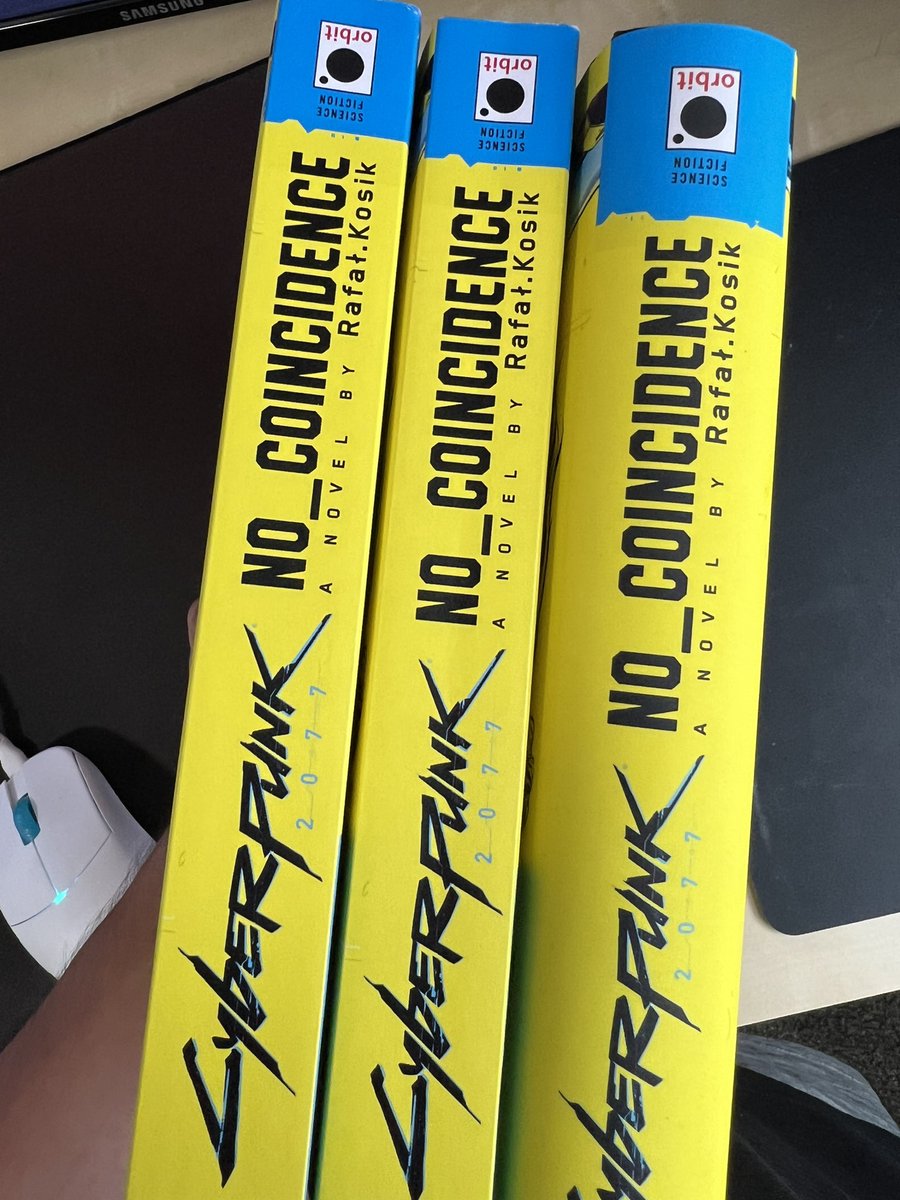 SAMSUNG
CYBERPUNK
2077
NO_COINCIDENCE
A NOVEL BY Rafał.Kosik
SCIENCE
FICTION
orbit
CYBERPUNK
2077
NO_COINCIDENCE
A NOVEL BY Rafał.Kosik
SCIENCE
FICTION
orbit
CYBERPUNK
2077
NO_COINCIDENCE
A NOVEL BY Rafał.Kosik
SCIENCE
FICTION
orbit